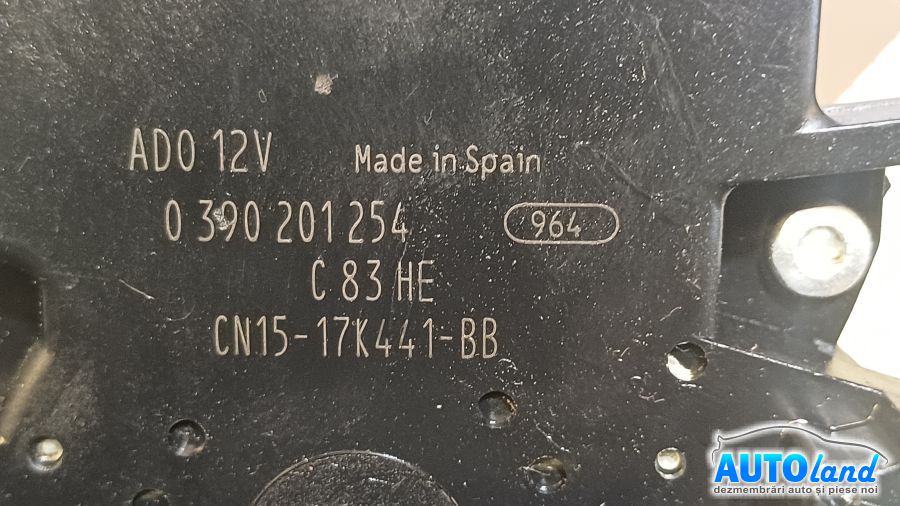 ADO 12V Made in Spain
0 390 201 254 964
C 83 HE
CN15-17K441-BB
AUTOland
dezmembrări auto și piese noi